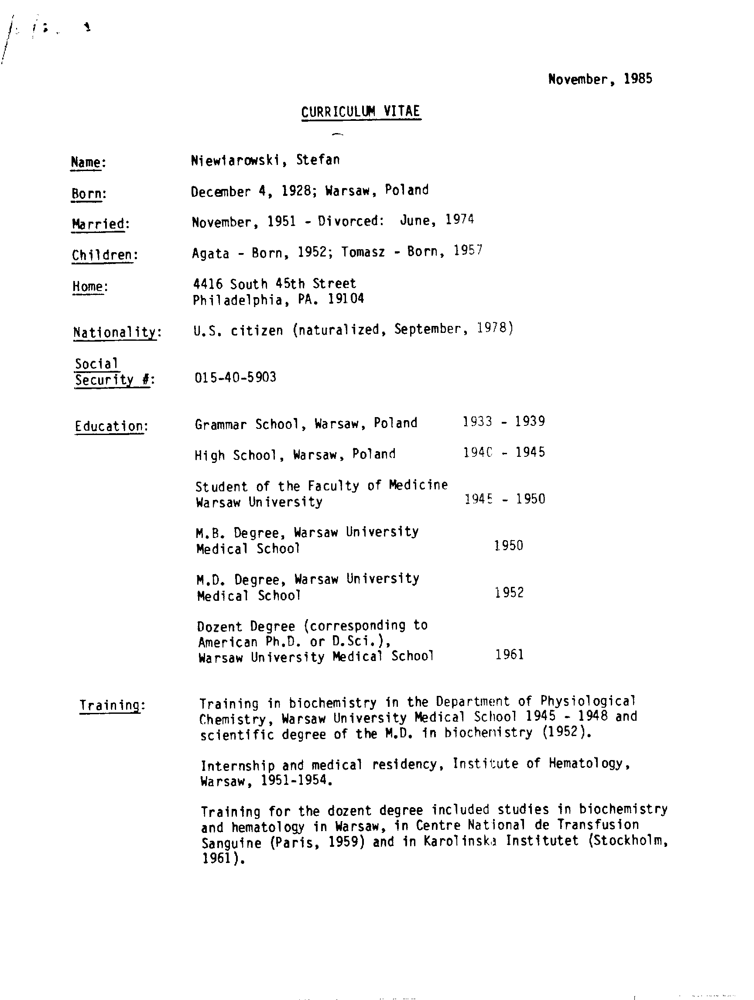 November, 1985
CURRICULUM VITAE
Name: Niewiarowski, Stefan
Born: December 4, 1928; Warsaw, Poland
Married: November, 1951 - Divorced: June, 1974
Children: Agata - Born, 1952; Tomasz - Born, 1957
Home: 4416 South 45th Street
Philadelphia, PA. 19104
Nationality: U.S. citizen (naturalized, September, 1978)
Social
Security #: 015-40-5903
Education: Grammar School, Warsaw, Poland 1933 - 1939
High School, Warsaw, Poland 1940 - 1945
Student of the Faculty of Medicine
Warsaw University 1945 - 1950
M.B. Degree, Warsaw University
Medical School 1950
M.D. Degree, Warsaw University
Medical School 1952
Dozent Degree (corresponding to
American Ph.D. or D.Sci.),
Warsaw University Medical School 1961
Training: Training in biochemistry in the Department of Physiological
Chemistry, Warsaw University Medical School 1945 - 1948 and
scientific degree of the M.D. in biochemistry (1952).
Internship and medical residency, Institute of Hematology,
Warsaw, 1951-1954.
Training for the dozent degree included studies in biochemistry
and hematology in Warsaw, in Centre National de Transfusion
Sanguine (Paris, 1959) and in Karolinska Institutet (Stockholm,
1961).